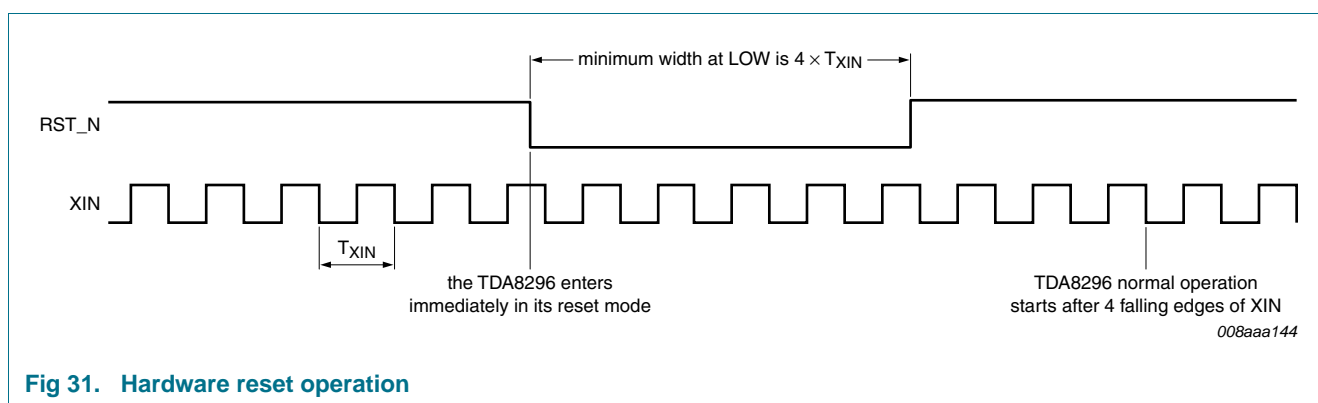 minimum width at LOW is 4 × TXIN
RST_N
XIN
TXIN
the TDA8296 enters
immediately in its reset mode
TDA8296 normal operation
starts after 4 falling edges of XIN
008aaa144
Fig 31. Hardware reset operation